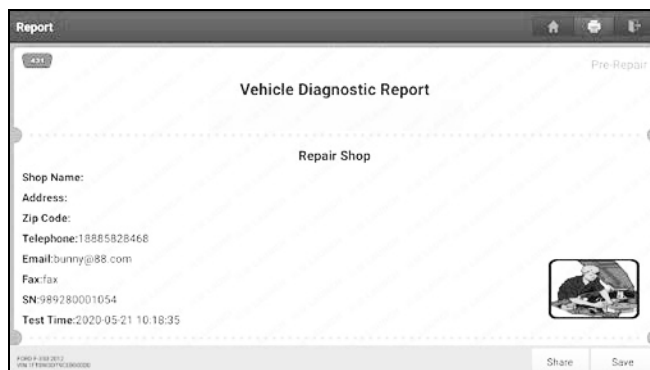 Report
431
Pre-Repair
Vehicle Diagnostic Report
Repair Shop
Shop Name:
Address:
Zip Code:
Telephone:18885828468
Email:bunny@88.com
Fax:fax
SN:989280001054
Test Time:2020-05-21 10:18:35
Share Save